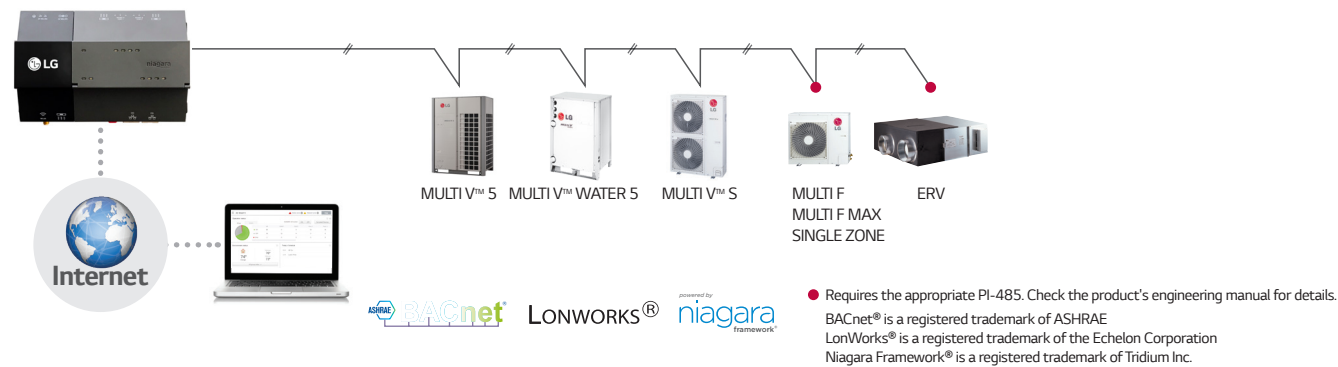 LG
niagara
MULTI V™ 5
MULTI V™ WATER 5
MULTI V™ S
MULTI F
MULTI F MAX
SINGLE ZONE
ERV
Internet
ASHRAE BACnet®
LONWORKS®
powered by
niagara
framework®
● Requires the appropriate PI-485. Check the product's engineering manual for details.
BACnet® is a registered trademark of ASHRAE
LonWorks® is a registered trademark of the Echelon Corporation
Niagara Framework® is a registered trademark of Tridium Inc.